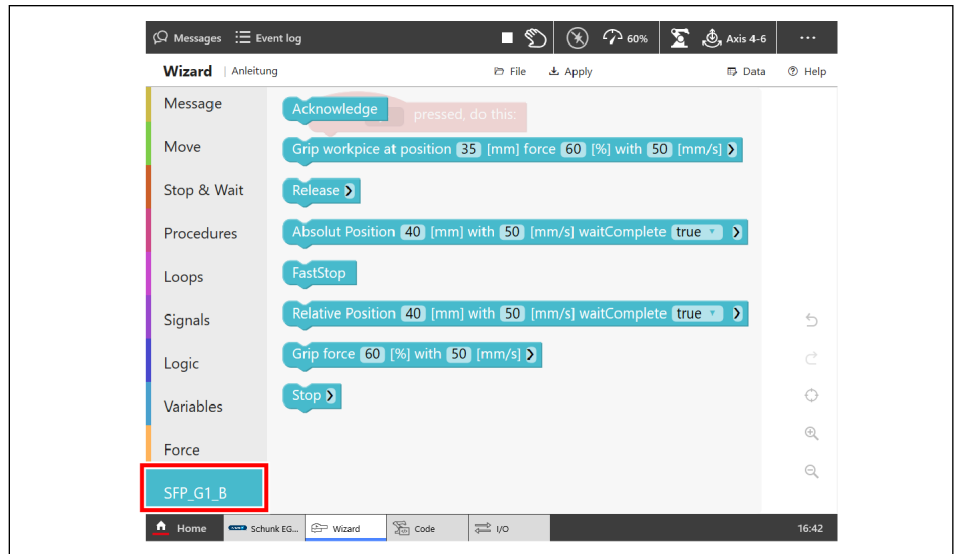 Messages Event log 60% Axis 4-6 ...
Wizard | Anleitung File Apply Data Help
Message
Acknowledge pressed, do this:
Move
Grip workpice at position 35 [mm] force 60 [%] with 50 [mm/s]
Stop & Wait
Release
Procedures
Absolut Position 40 [mm] with 50 [mm/s] waitComplete true
Loops
FastStop
Signals
Relative Position 40 [mm] with 50 [mm/s] waitComplete true
Logic
Grip force 60 [%] with 50 [mm/s]
Variables
Stop
Force
SFP_G1_B
Home Schunk EG... Wizard Code I/O 16:42